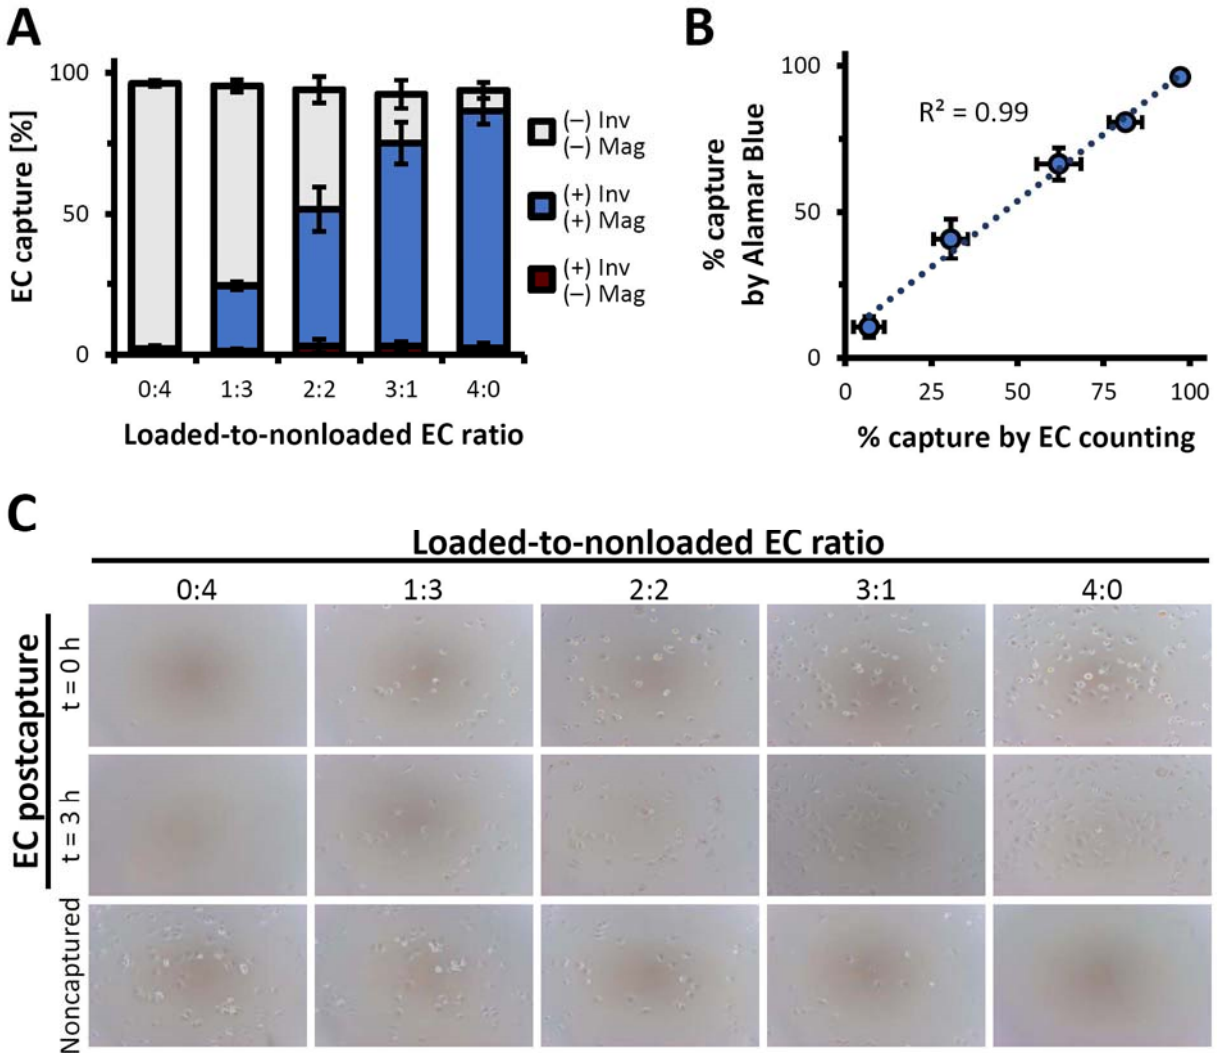 A
EC capture [%]
100
50
0
0:4 1:3 2:2 3:1 4:0
Loaded-to-nonloaded EC ratio
(–) Inv
(–) Mag
(+) Inv
(+) Mag
(+) Inv
(–) Mag
B
% capture
by Alamar Blue
100
50
0
R² = 0.99
0 25 50 75 100
% capture by EC counting
C
Loaded-to-nonloaded EC ratio
0:4 1:3 2:2 3:1 4:0
EC postcapture
t = 0 h
t = 3 h
Noncaptured